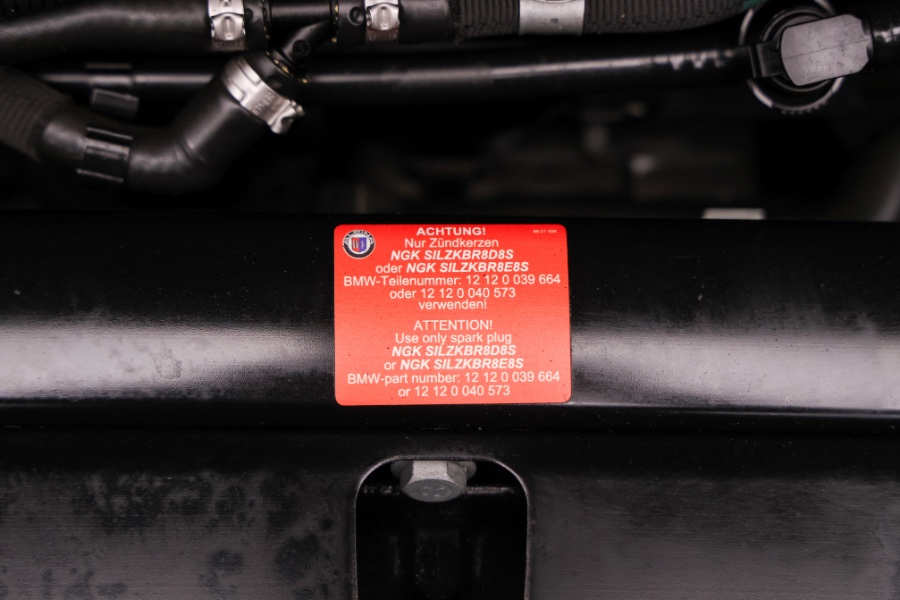 ALPINA
ACHTUNG!
Nur Zündkerzen
NGK SILZKBR8D8S
oder NGK SILZKBR8E8S
BMW-Teilenummer: 12 12 0 039 664
oder 12 12 0 040 573
verwenden!
ATTENTION!
Use only spark plug
NGK SILZKBR8D8S
or NGK SILZKBR8E8S
BMW-part number: 12 12 0 039 664
or 12 12 0 040 573